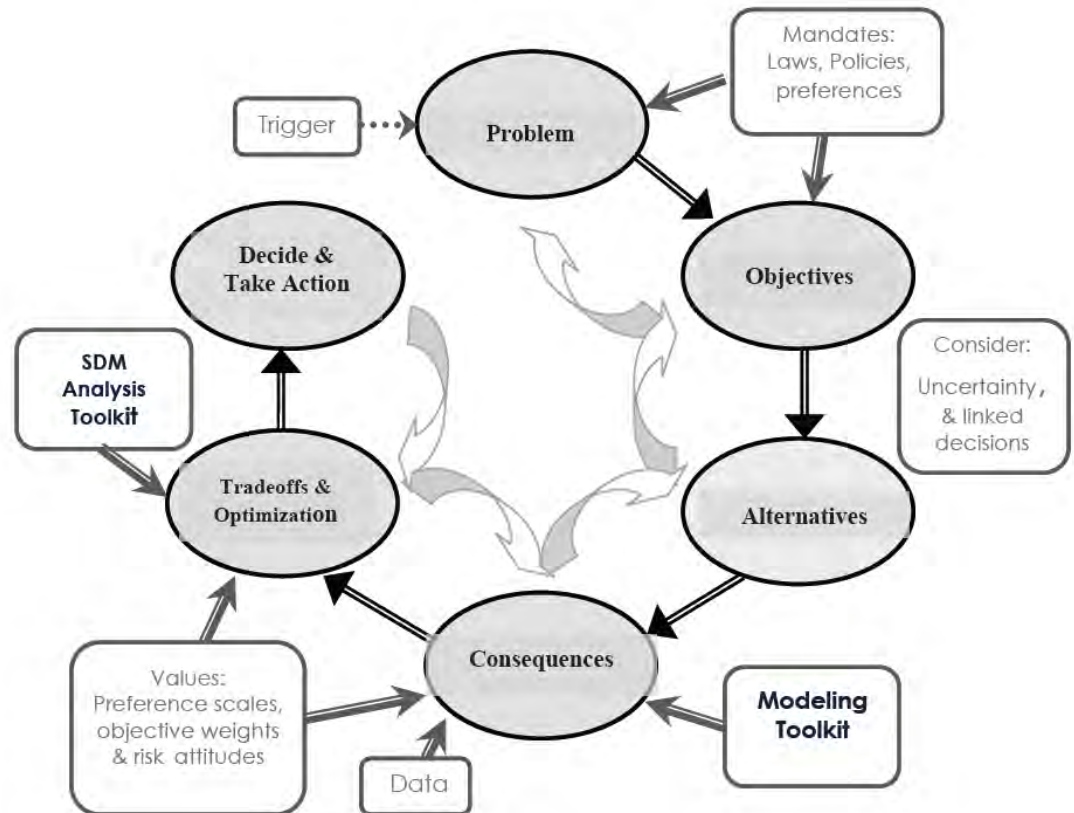 Mandates:
Laws, Policies,
preferences
Trigger
Problem
Decide &
Take Action
Objectives
SDM
Analysis
Toolkit
Consider:
Uncertainty,
& linked
decisions
Tradeoffs &
Optimization
Alternatives
Consequences
Values:
Preference scales,
objective weights
& risk attitudes
Modeling
Toolkit
Data